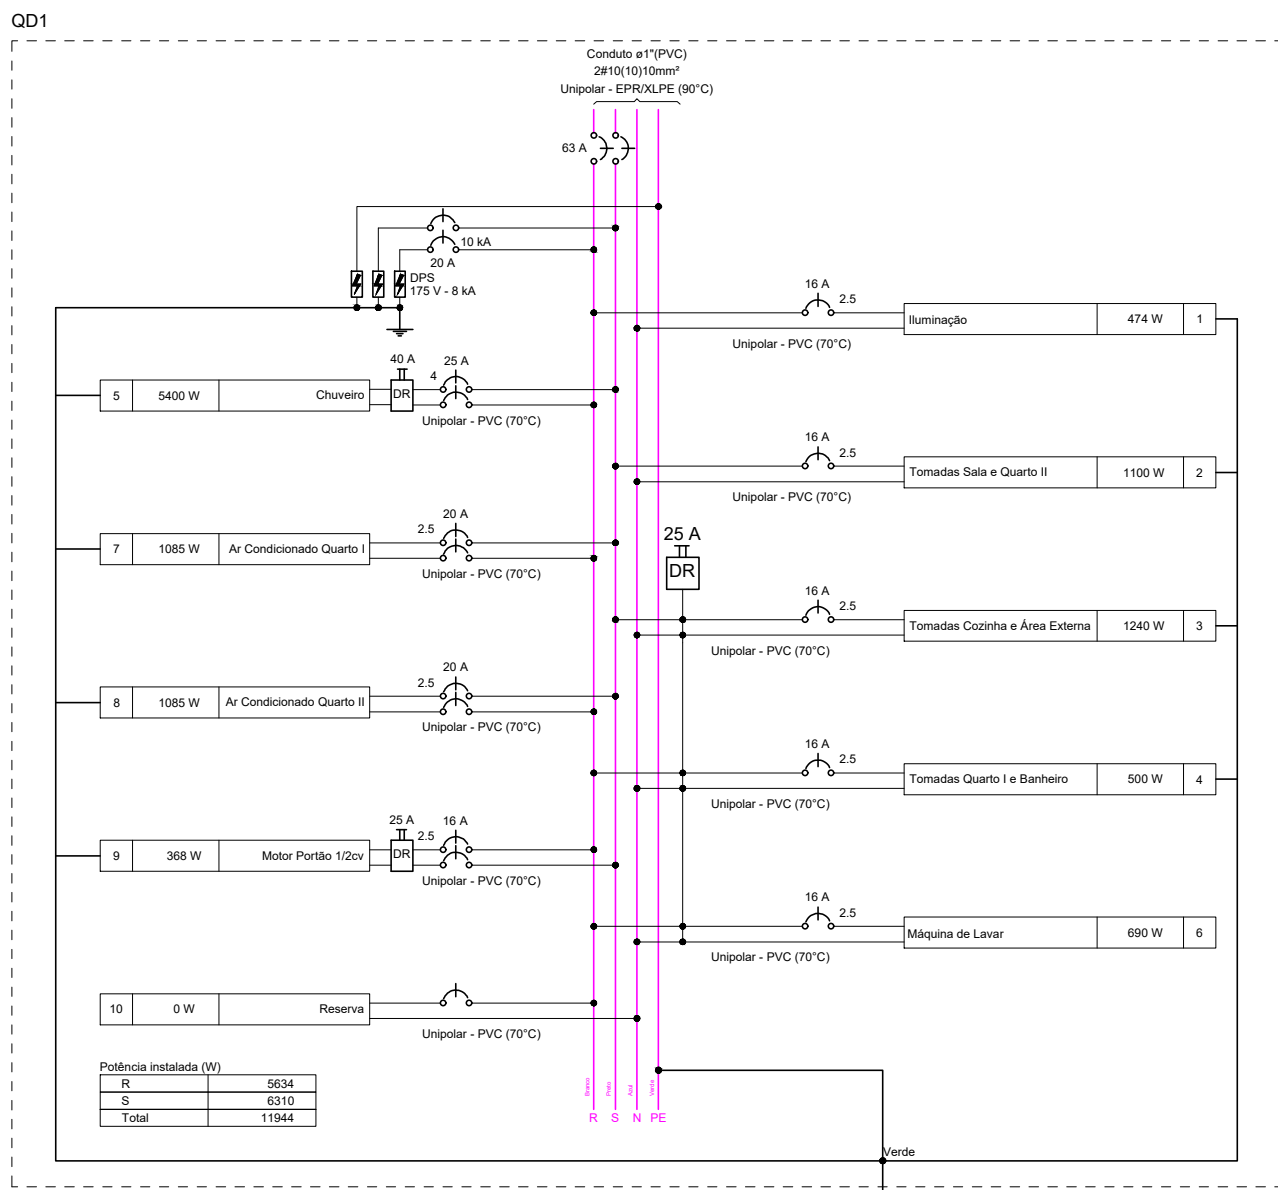 QD1
Conduto ø1"(PVC)
2#10(10)10mm²
Unipolar - EPR/XLPE (90°C)
63 A
10 kA
20 A
DPS
175 V - 8 kA
16 A
2.5
Iluminação 474 W 1
Unipolar - PVC (70°C)
40 A
25 A
4
5 5400 W Chuveiro DR
Unipolar - PVC (70°C)
16 A
2.5
Tomadas Sala e Quarto II 1100 W 2
Unipolar - PVC (70°C)
20 A
2.5
7 1085 W Ar Condicionado Quarto I
Unipolar - PVC (70°C)
25 A
DR
16 A
2.5
Tomadas Cozinha e Área Externa 1240 W 3
Unipolar - PVC (70°C)
20 A
2.5
8 1085 W Ar Condicionado Quarto II
Unipolar - PVC (70°C)
16 A
2.5
Tomadas Quarto I e Banheiro 500 W 4
Unipolar - PVC (70°C)
25 A
16 A
2.5
9 368 W Motor Portão 1/2cv DR
Unipolar - PVC (70°C)
16 A
2.5
Máquina de Lavar 690 W 6
Unipolar - PVC (70°C)
10 0 W Reserva
Unipolar - PVC (70°C)
Potência instalada (W)
R 5634
S 6310
Total 11944
Branco Preto Azul Verde
R S N PE
Verde